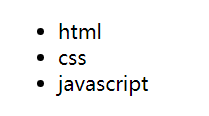 • html
• css
• javascript